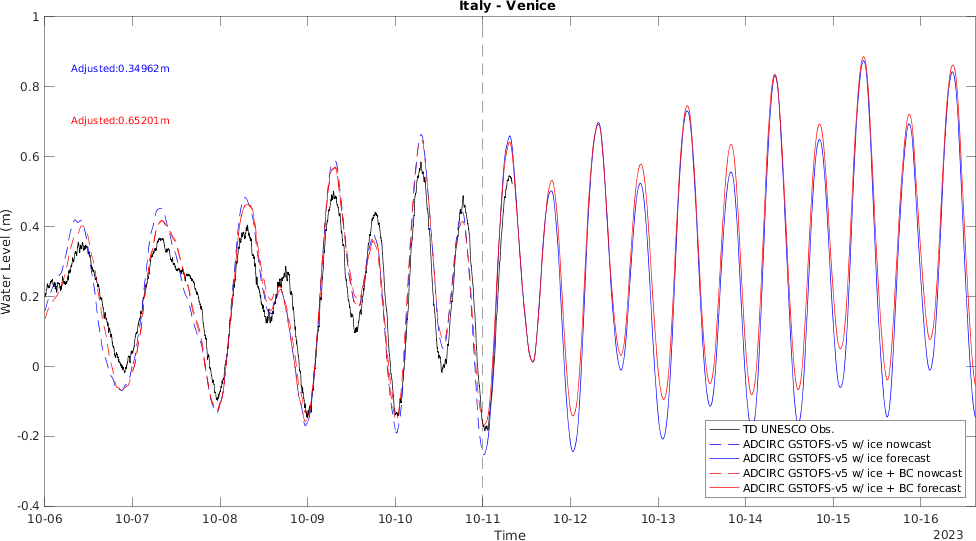 Italy - Venice
Adjusted:0.34962m
Adjusted:0.65201m
Water Level (m)
1
0.8
0.6
0.4
0.2
0
-0.2
-0.4
TD UNESCO Obs.
ADCIRC GSTOFS-v5 w/ ice nowcast
ADCIRC GSTOFS-v5 w/ ice forecast
ADCIRC GSTOFS-v5 w/ ice + BC nowcast
ADCIRC GSTOFS-v5 w/ ice + BC forecast
10-06 10-07 10-08 10-09 10-10 10-11 10-12 10-13 10-14 10-15 10-16
Time
2023